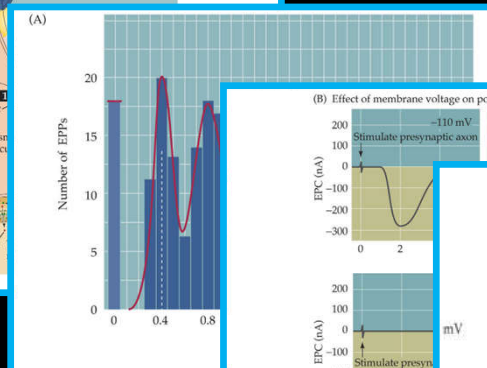 (A)
Number of EPPs
20
15
10
5
0
0 0.4 0.8
(B) Effect of membrane voltage on
−110 mV
Stimulate presynaptic axon
EPC (nA)
200
100
0
−100
−200
−300
0 2
EPC (nA)
200
100
0
−100
Stimulate
mV
1